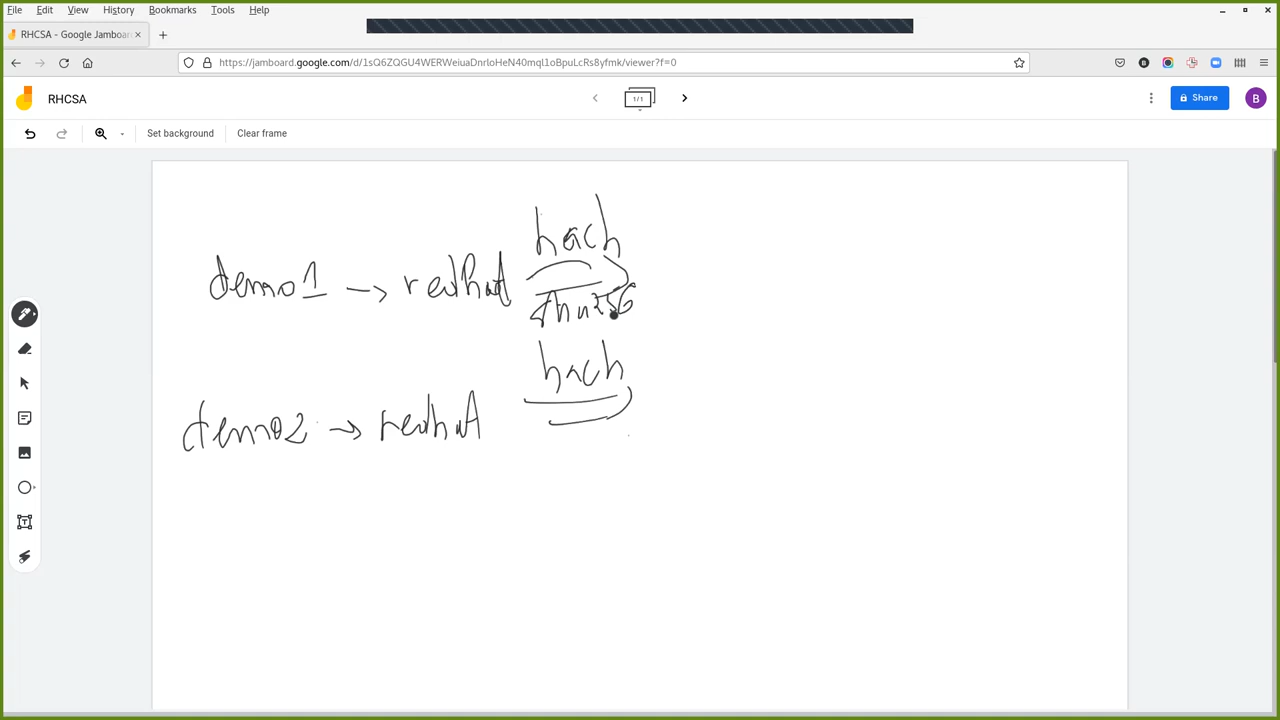 File Edit View History Bookmarks Tools Help
RHCSA - Google Jamboard
https://jamboard.google.com/d/1sQ6ZQGU4WERWeiuaDnrloHeN40mql1oBpuLcRs8yfmk/viewer?f=0
RHCSA
1/1
Share
B
Set background
Clear frame
hach
demo1 → redhat
sha256
hach
demo2 → redhat